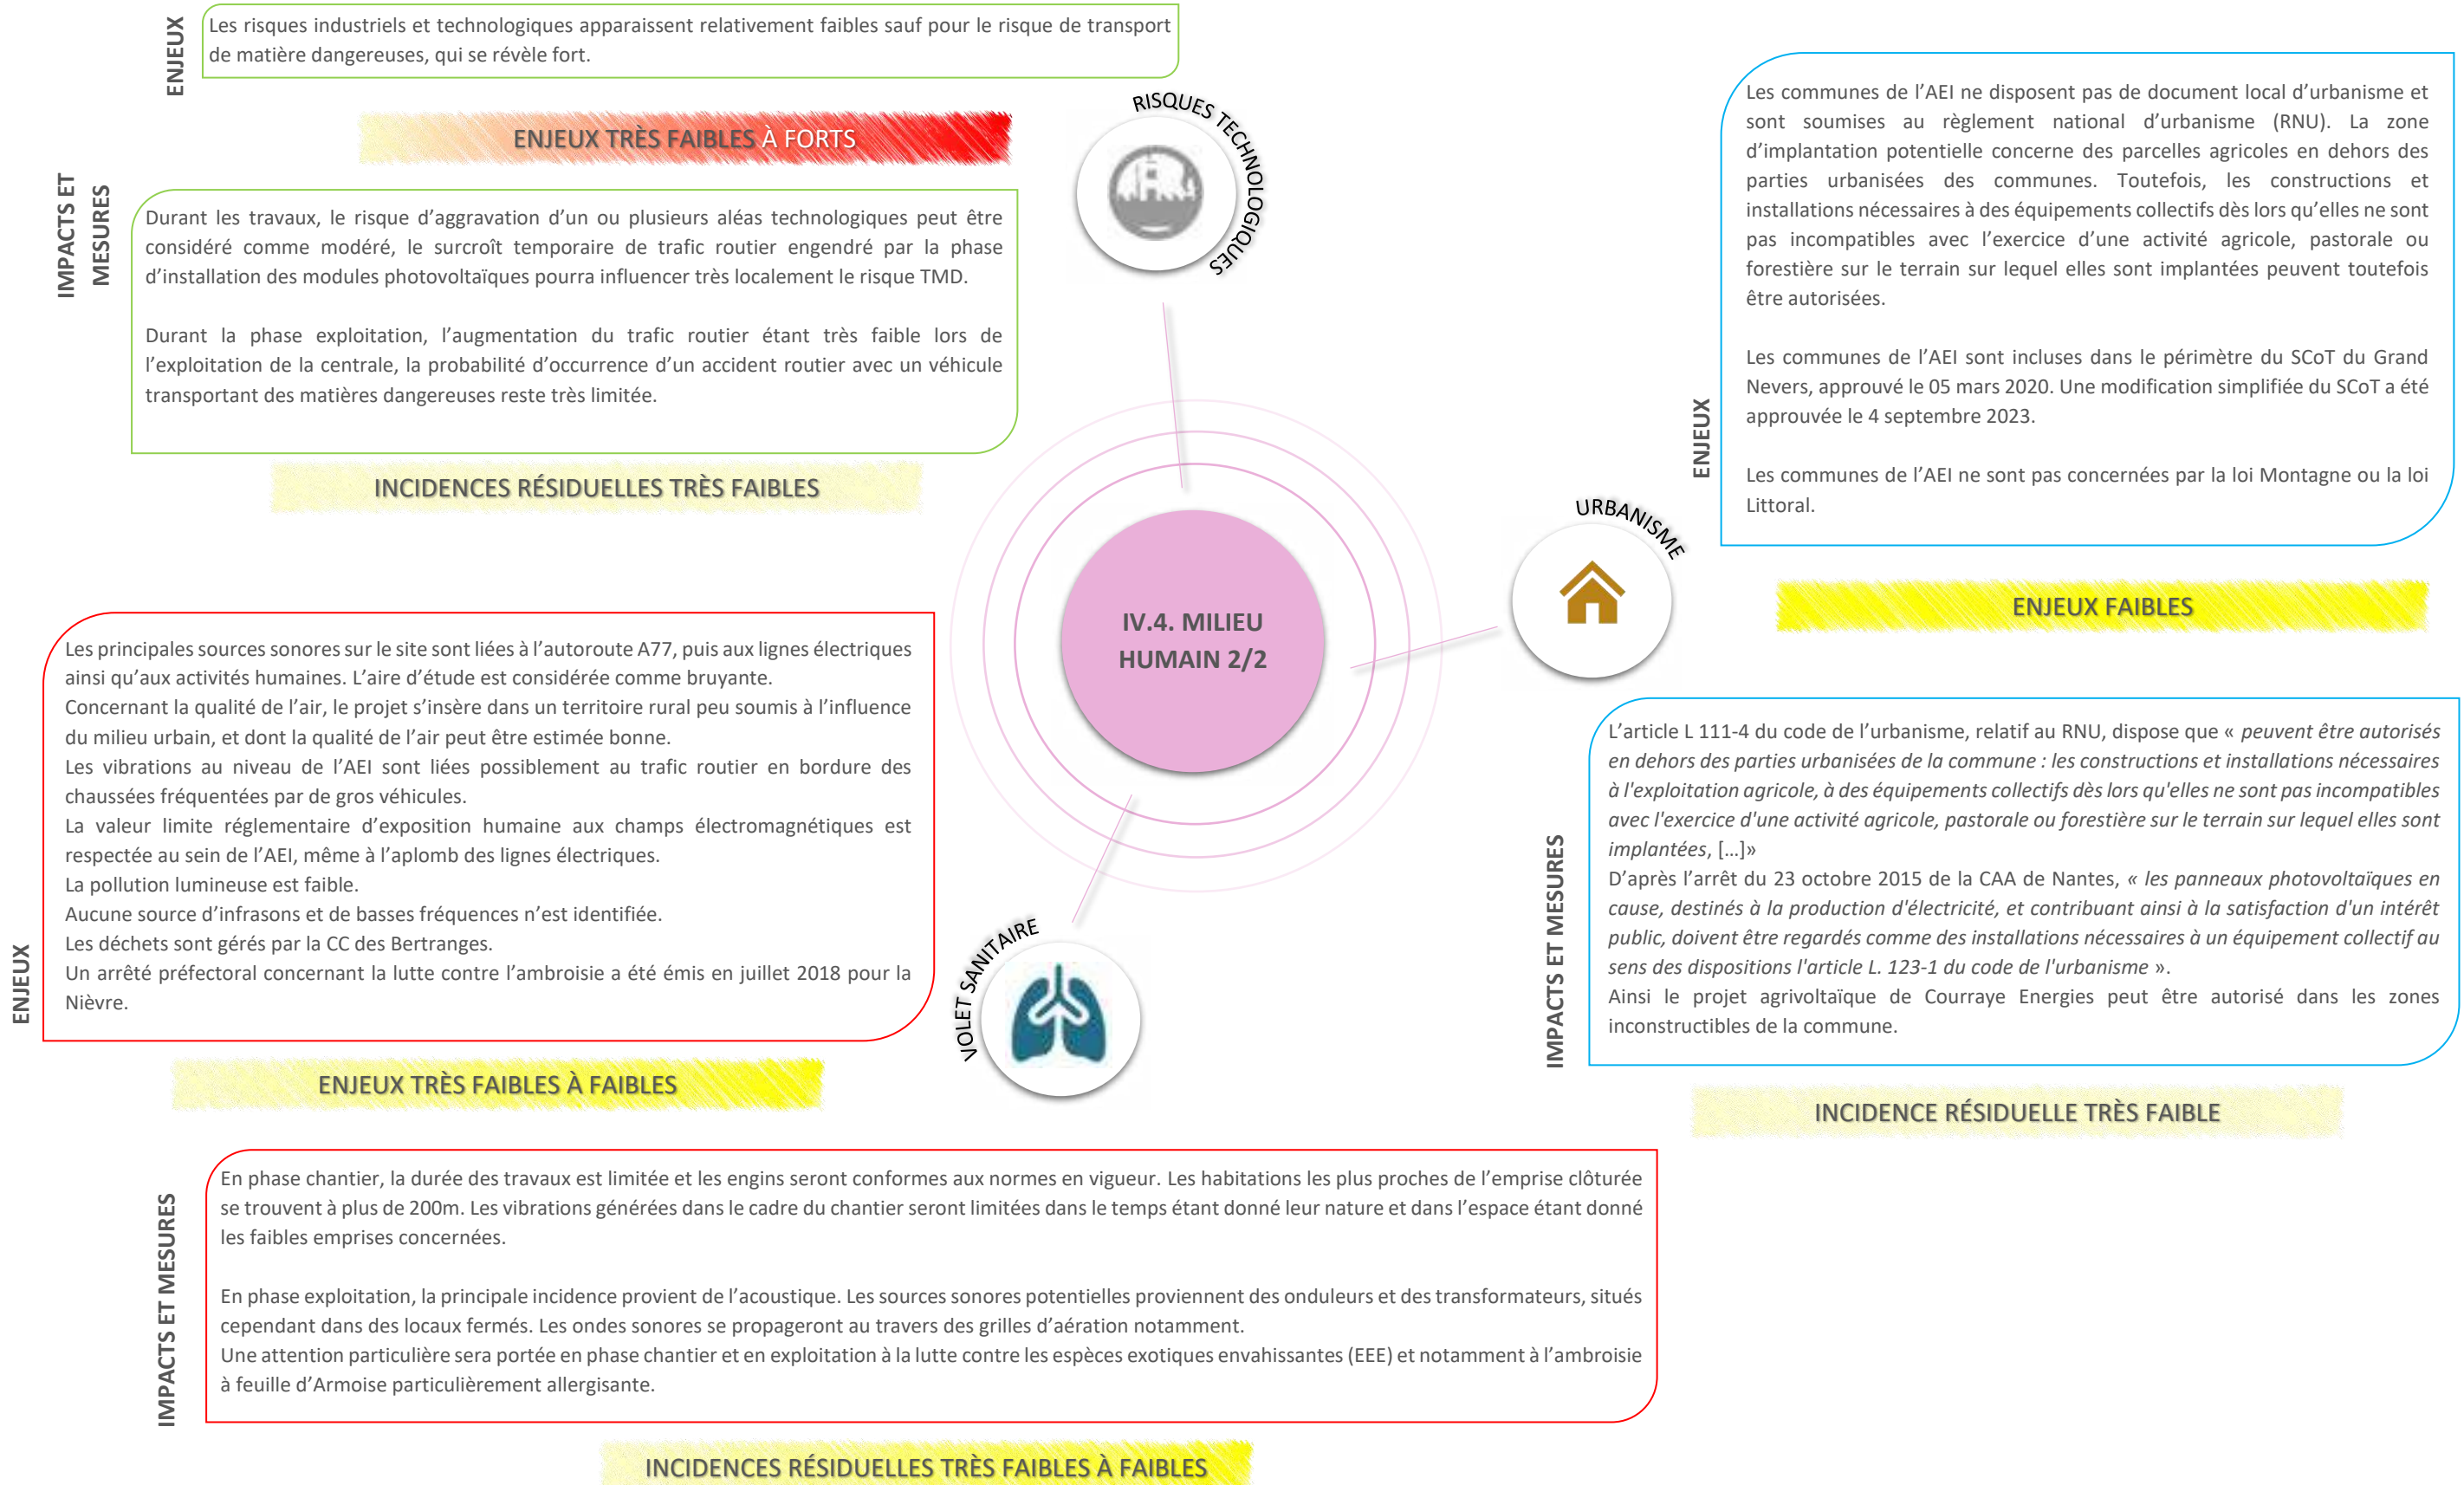 ENJEUX
Les risques industriels et technologiques apparaissent relativement faibles sauf pour le risque de transport
de matière dangereuses, qui se révèle fort.
ENJEUX TRÈS FAIBLES À FORTS
RISQUES TECHNOLOGIQUES
IMPACTS ET
MESURES
Durant les travaux, le risque d’aggravation d’un ou plusieurs aléas technologiques peut être
considéré comme modéré, le surcroît temporaire de trafic routier engendré par la phase
d’installation des modules photovoltaïques pourra influencer très localement le risque TMD.
Durant la phase exploitation, l’augmentation du trafic routier étant très faible lors de
l’exploitation de la centrale, la probabilité d’occurrence d’un accident routier avec un véhicule
transportant des matières dangereuses reste très limitée.
INCIDENCES RÉSIDUELLES TRÈS FAIBLES
ENJEUX
Les communes de l’AEI ne disposent pas de document local d’urbanisme et
sont soumises au règlement national d’urbanisme (RNU). La zone
d’implantation potentielle concerne des parcelles agricoles en dehors des
parties urbanisées des communes. Toutefois, les constructions et
installations nécessaires à des équipements collectifs dès lors qu’elles ne sont
pas incompatibles avec l’exercice d’une activité agricole, pastorale ou
forestière sur le terrain sur lequel elles sont implantées peuvent toutefois
être autorisées.
Les communes de l’AEI sont incluses dans le périmètre du SCoT du Grand
Nevers, approuvé le 05 mars 2020. Une modification simplifiée du SCoT a été
approuvée le 4 septembre 2023.
Les communes de l’AEI ne sont pas concernées par la loi Montagne ou la loi
Littoral.
URBANISME
ENJEUX FAIBLES
IV.4. MILIEU
HUMAIN 2/2
IMPACTS ET MESURES
L’article L 111-4 du code de l’urbanisme, relatif au RNU, dispose que « peuvent être autorisés
en dehors des parties urbanisées de la commune : les constructions et installations nécessaires
à l'exploitation agricole, à des équipements collectifs dès lors qu'elles ne sont pas incompatibles
avec l'exercice d'une activité agricole, pastorale ou forestière sur le terrain sur lequel elles sont
implantées, […]»
D’après l’arrêt du 23 octobre 2015 de la CAA de Nantes, « les panneaux photovoltaïques en
cause, destinés à la production d'électricité, et contribuant ainsi à la satisfaction d'un intérêt
public, doivent être regardés comme des installations nécessaires à un équipement collectif au
sens des dispositions l'article L. 123-1 du code de l'urbanisme ».
Ainsi le projet agrivoltaïque de Courraye Energies peut être autorisé dans les zones
inconstructibles de la commune.
INCIDENCE RÉSIDUELLE TRÈS FAIBLE
ENJEUX
Les principales sources sonores sur le site sont liées à l’autoroute A77, puis aux lignes électriques
ainsi qu’aux activités humaines. L’aire d’étude est considérée comme bruyante.
Concernant la qualité de l’air, le projet s’insère dans un territoire rural peu soumis à l’influence
du milieu urbain, et dont la qualité de l’air peut être estimée bonne.
Les vibrations au niveau de l’AEI sont liées possiblement au trafic routier en bordure des
chaussées fréquentées par de gros véhicules.
La valeur limite réglementaire d’exposition humaine aux champs électromagnétiques est
respectée au sein de l’AEI, même à l’aplomb des lignes électriques.
La pollution lumineuse est faible.
Aucune source d’infrasons et de basses fréquences n’est identifiée.
Les déchets sont gérés par la CC des Bertranges.
Un arrêté préfectoral concernant la lutte contre l’ambroisie a été émis en juillet 2018 pour la
Nièvre.
VOLET SANITAIRE
ENJEUX TRÈS FAIBLES À FAIBLES
IMPACTS ET MESURES
En phase chantier, la durée des travaux est limitée et les engins seront conformes aux normes en vigueur. Les habitations les plus proches de l’emprise clôturée
se trouvent à plus de 200m. Les vibrations générées dans le cadre du chantier seront limitées dans le temps étant donné leur nature et dans l’espace étant donné
les faibles emprises concernées.
En phase exploitation, la principale incidence provient de l’acoustique. Les sources sonores potentielles proviennent des onduleurs et des transformateurs, situés
cependant dans des locaux fermés. Les ondes sonores se propageront au travers des grilles d’aération notamment.
Une attention particulière sera portée en phase chantier et en exploitation à la lutte contre les espèces exotiques envahissantes (EEE) et notamment à l’ambroisie
à feuille d’Armoise particulièrement allergisante.
INCIDENCES RÉSIDUELLES TRÈS FAIBLES À FAIBLES